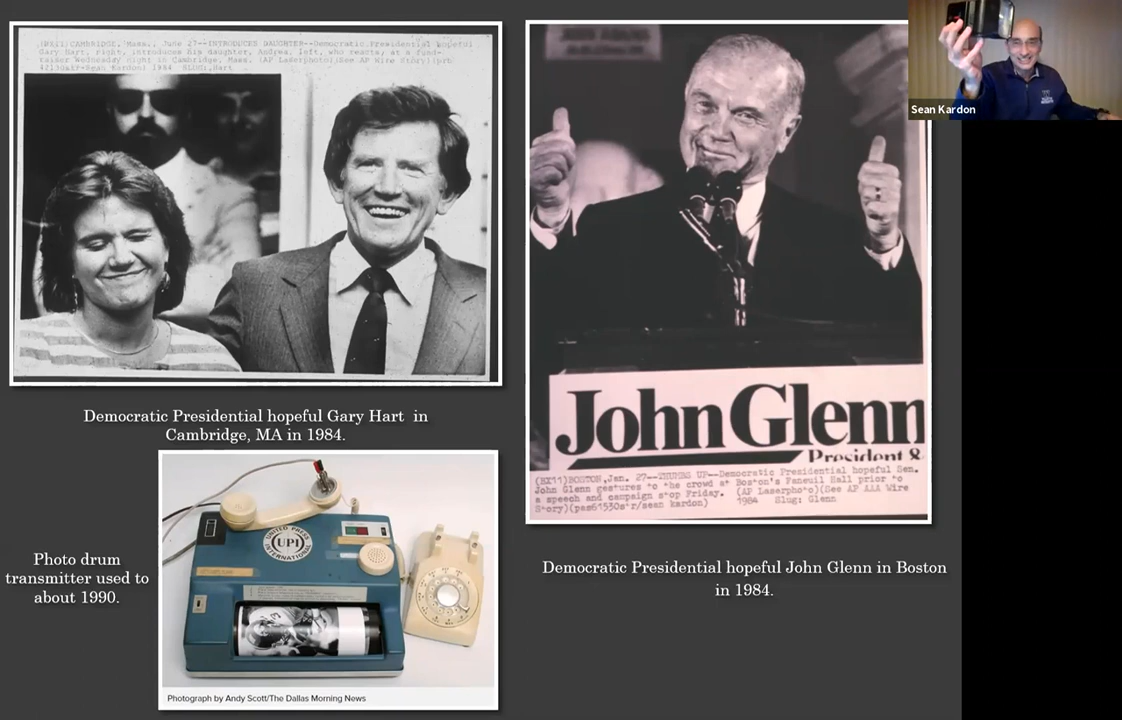 (BX11)CAMBRIDGE, Mass., June 27--INTRODUCES DAUGHTER--Democratic Presidential hopeful
Gary Hart, right, introduces his daughter, Andrea, left, who reacts, at a fund-
raiser Wednesday night in Cambridge, Mass. (AP Laserphoto)(See AP Wire Story)
Sean Kardon) 1984 SLUG: Hart
Democratic Presidential hopeful Gary Hart in
Cambridge, MA in 1984.
John Glenn
President &
(BX11)BOSTON, Jan. 27--THUMBS UP--Democratic Presidential hopeful Sen.
John Glenn gestures to the crowd at Boston's Faneuil Hall prior to
a speech and campaign stop Friday. (AP Laserphoto)(See AP AAA Wire
Story)(pas61530str/sean kardon) 1984 Slug: Glenn
Democratic Presidential hopeful John Glenn in Boston
in 1984.
Photo drum
transmitter used to
about 1990.
UNITED PRESS
UPI
INTERNATIONAL
Photograph by Andy Scott/The Dallas Morning News
Sean Kardon